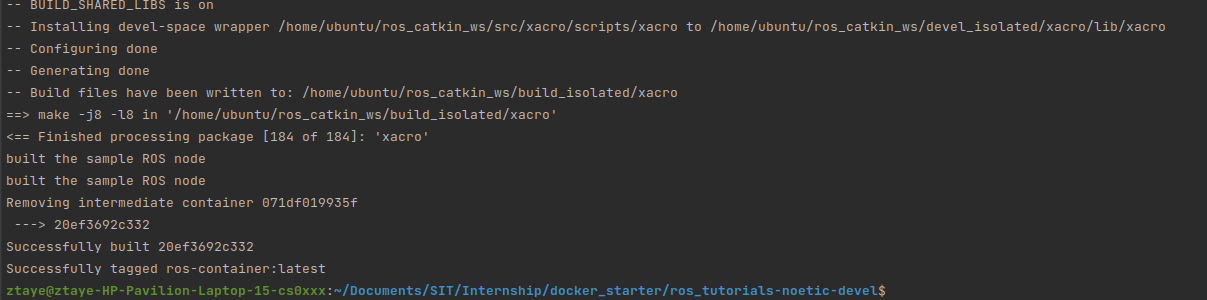 -- BUILD_SHARED_LIBS is on
-- Installing devel-space wrapper /home/ubuntu/ros_catkin_ws/src/xacro/scripts/xacro to /home/ubuntu/ros_catkin_ws/devel_isolated/xacro/lib/xacro
-- Configuring done
-- Generating done
-- Build files have been written to: /home/ubuntu/ros_catkin_ws/build_isolated/xacro
==> make -j8 -l8 in '/home/ubuntu/ros_catkin_ws/build_isolated/xacro'
<== Finished processing package [184 of 184]: 'xacro'
built the sample ROS node
built the sample ROS node
Removing intermediate container 071df019935f
 ---> 20ef3692c332
Successfully built 20ef3692c332
Successfully tagged ros-container:latest
ztaye@ztaye-HP-Pavilion-Laptop-15-cs0xxx:~/Documents/SIT/Internship/docker_starter/ros_tutorials-noetic-devel$